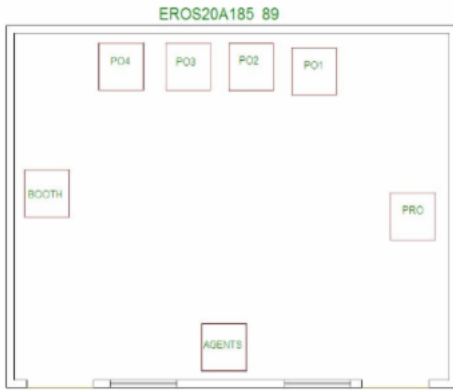 EROS20A185 89
PO4 PO3 PO2 PO1
BOOTH
PRO
AGENTS